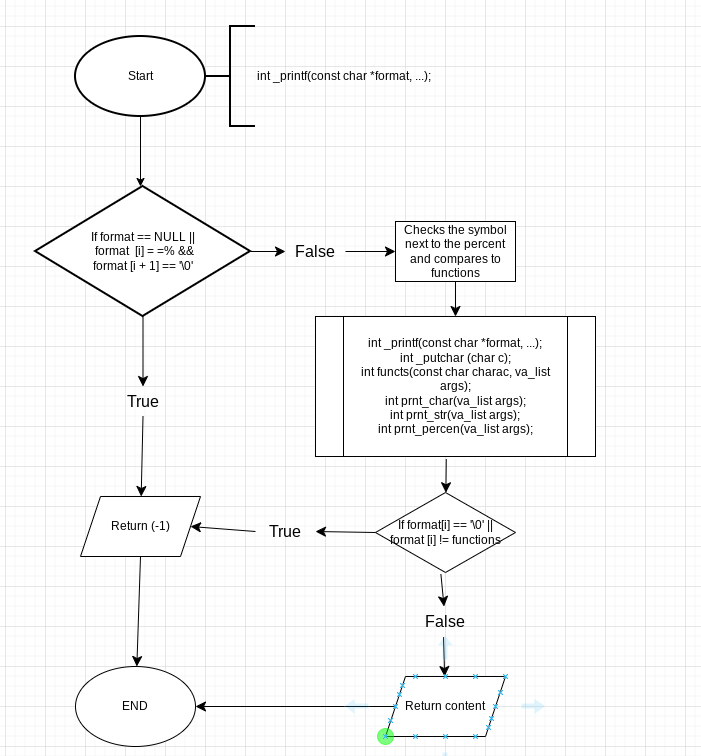 Start
int _printf(const char *format, ...);
If format == NULL ||
format [i] = =% &&
format [i + 1] == '\0'
False
Checks the symbol
next to the percent
and compares to
functions
int _printf(const char *format, ...);
int _putchar (char c);
int functs(const char charac, va_list
args);
int prnt_char(va_list args);
int prnt_str(va_list args);
int prnt_percen(va_list args);
True
Return (-1)
True
If format[i] == '\0' ||
format [i] != functions
False
END
Return content